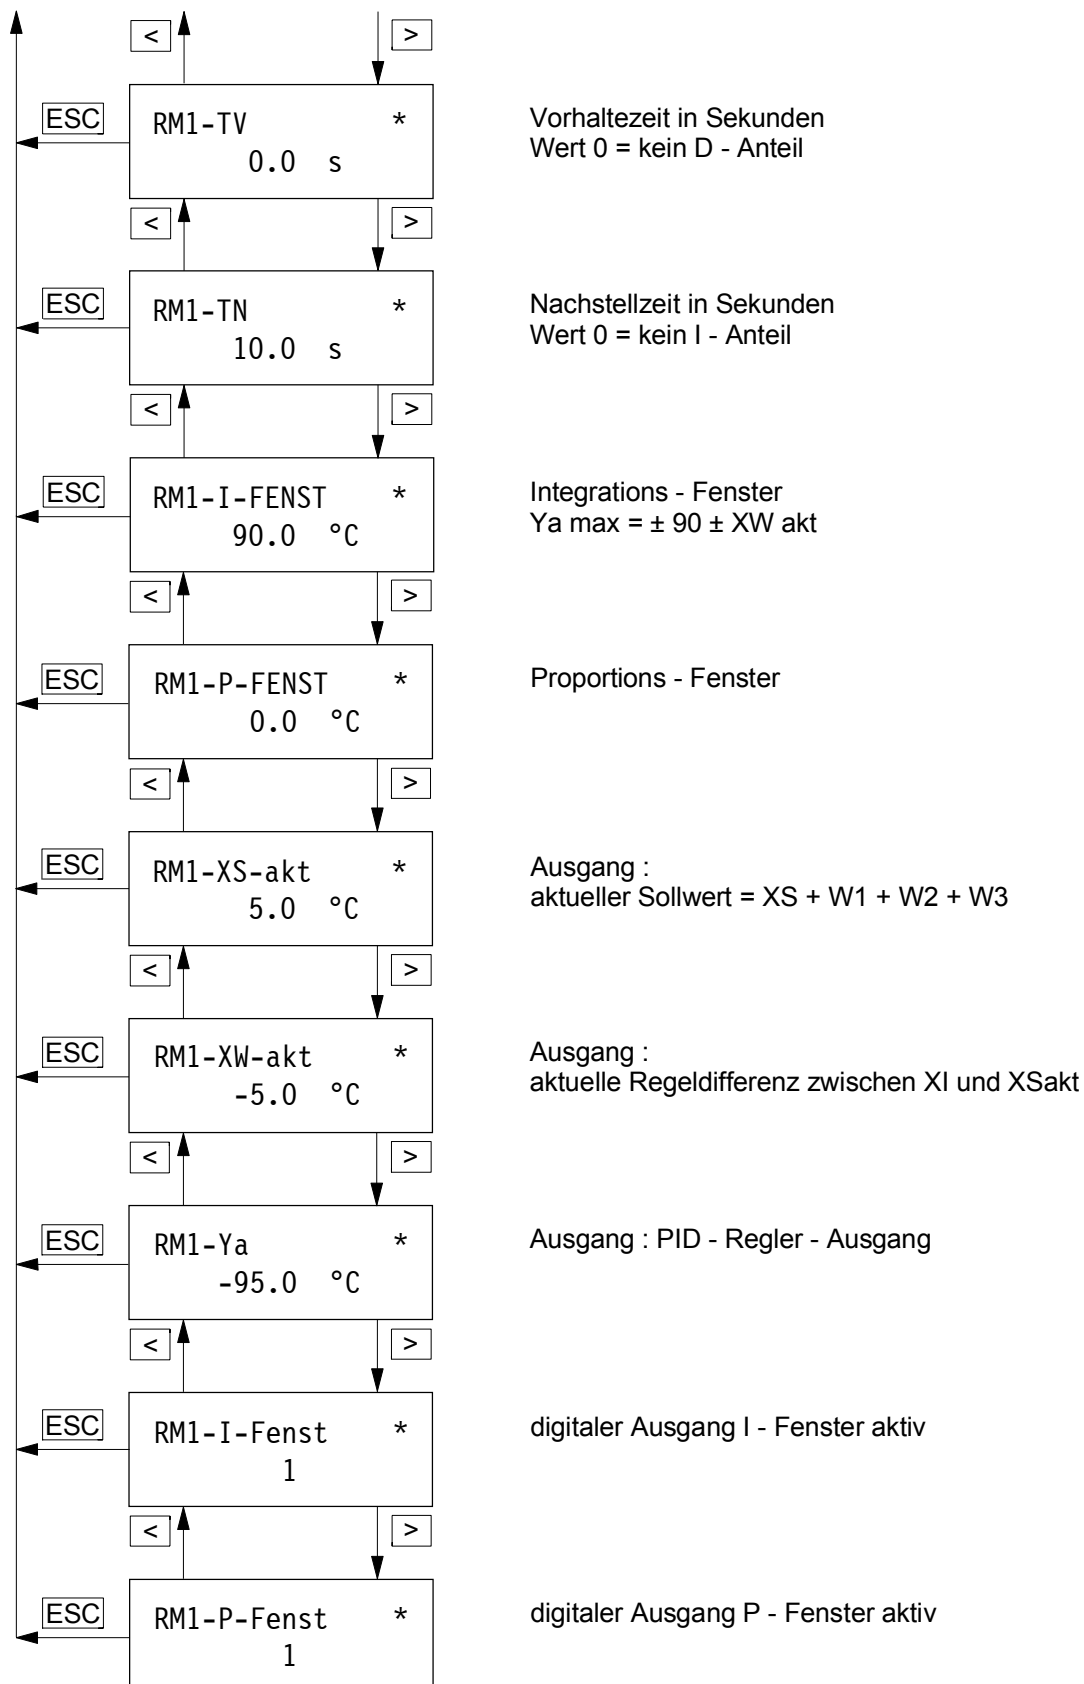 < >
ESC RM1-TV * Vorhaltezeit in Sekunden
0.0 s Wert 0 = kein D - Anteil
< >
ESC RM1-TN * Nachstellzeit in Sekunden
10.0 s Wert 0 = kein I - Anteil
< >
ESC RM1-I-FENST * Integrations - Fenster
90.0 °C Ya max = ± 90 ± XW akt
< >
ESC RM1-P-FENST * Proportions - Fenster
0.0 °C
< >
ESC RM1-XS-akt * Ausgang :
5.0 °C aktueller Sollwert = XS + W1 + W2 + W3
< >
ESC RM1-XW-akt * Ausgang :
-5.0 °C aktuelle Regeldifferenz zwischen XI und XSakt
< >
ESC RM1-Ya * Ausgang : PID - Regler - Ausgang
-95.0 °C
< >
ESC RM1-I-Fenst * digitaler Ausgang I - Fenster aktiv
1
< >
ESC RM1-P-Fenst * digitaler Ausgang P - Fenster aktiv
1